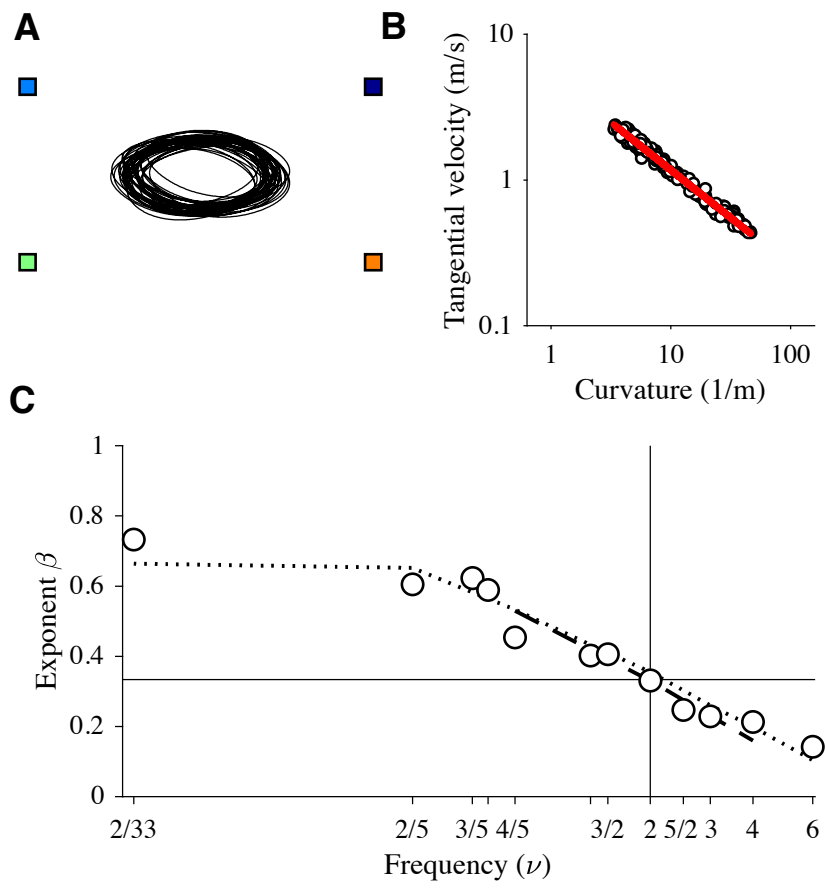 A
B
Tangential velocity (m/s)
10
1
0.1
1 10 100
Curvature (1/m)
C
Exponent β
1
0.8
0.6
0.4
0.2
0
2/33 2/5 3/5 4/5 3/2 2 5/2 3 4 6
Frequency (ν)